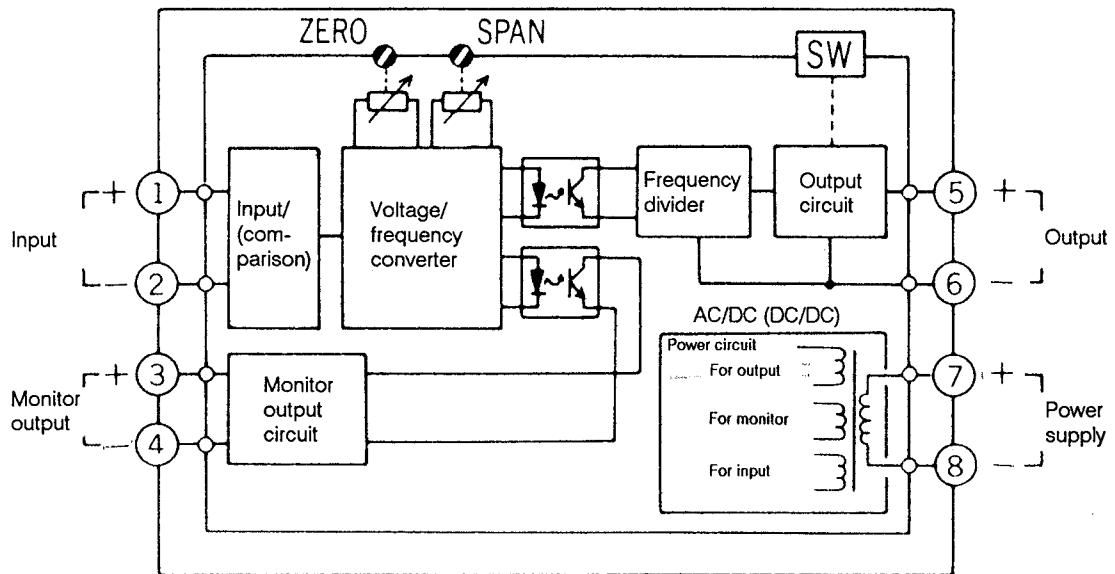 ZERO
SPAN
SW
+
1
Input
2
—
Input/
(com-
parison)
Voltage/
frequency
converter
Frequency
divider
Output
circuit
5
+
Output
6
—
+
3
Monitor
output
4
—
Monitor
output
circuit
AC/DC (DC/DC)
Power circuit
For output
For monitor
For input
7
+
Power
supply
8
—